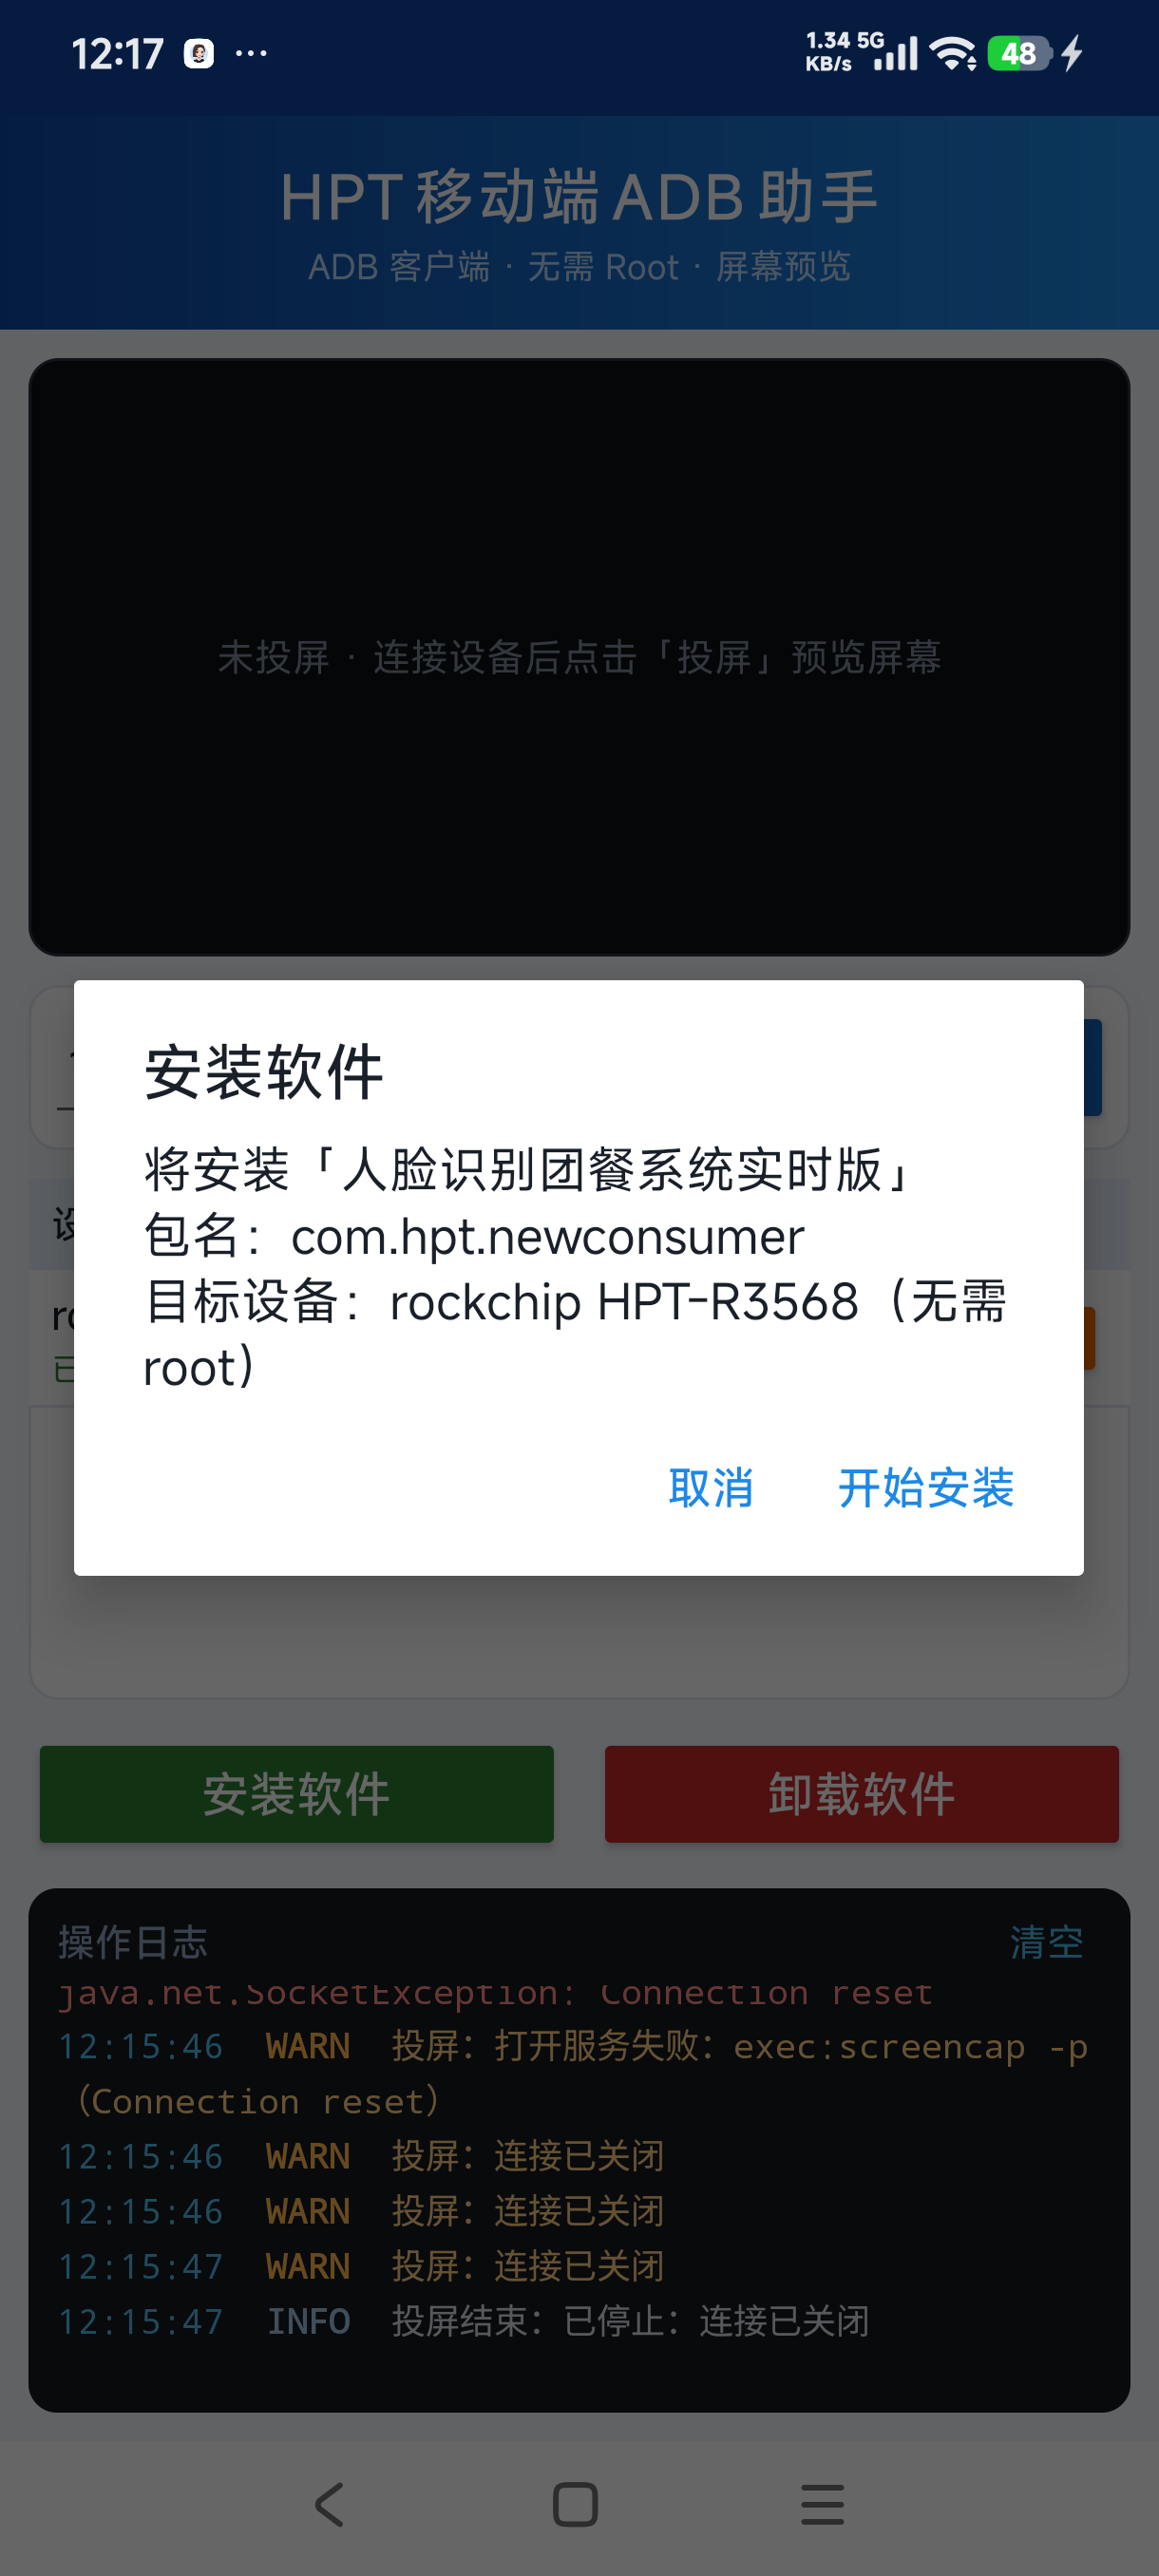 12:17
1.34 5G
KB/s
48
HPT 移动端 ADB 助手
ADB 客户端 · 无需 Root · 屏幕预览
未投屏 · 连接设备后点击「投屏」预览屏幕
安装软件
将安装「人脸识别团餐系统实时版」
包名：com.hpt.newconsumer
目标设备：rockchip HPT-R3568（无需
root）
取消 开始安装
安装软件 卸载软件
操作日志 清空
java.net.SocketException: Connection reset
12:15:46 WARN 投屏：打开服务失败：exec:screencap -p
（Connection reset）
12:15:46 WARN 投屏：连接已关闭
12:15:46 WARN 投屏：连接已关闭
12:15:47 WARN 投屏：连接已关闭
12:15:47 INFO 投屏结束：已停止：连接已关闭